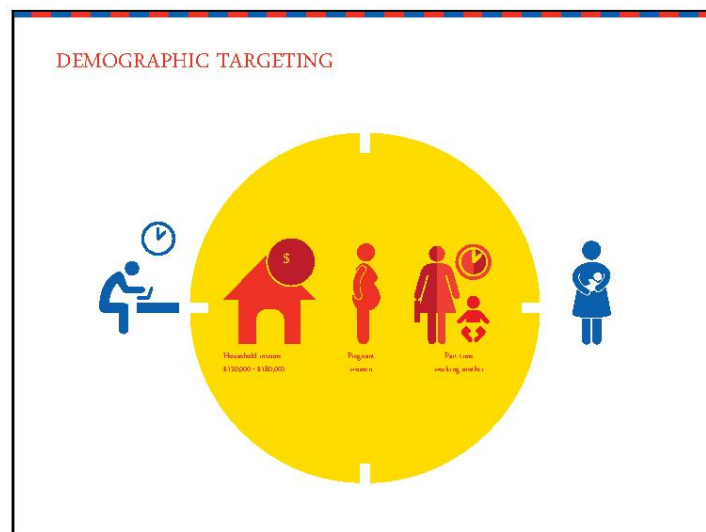 DEMOGRAPHIC TARGETING
$
Household income
$120,000 - $180,000
Pregnant
women
Part time
working mother